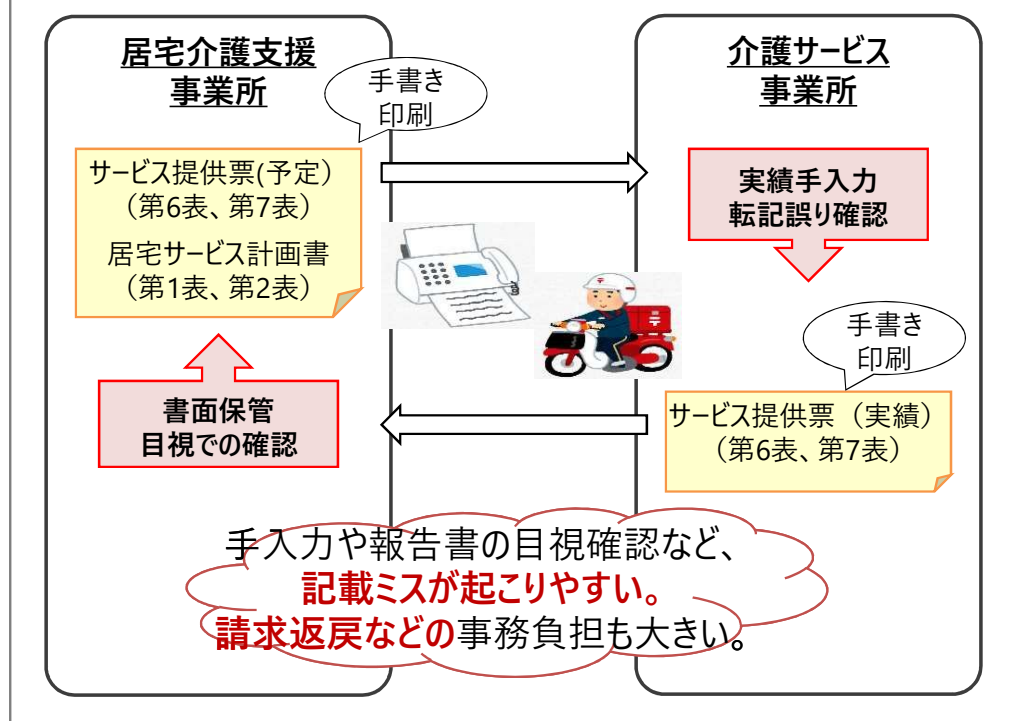 居宅介護支援
事業所
手書き
印刷
サービス提供票(予定）
（第6表、第7表）
居宅サービス計画書
（第1表、第2表）
書面保管
目視での確認
介護サービス
事業所
実績手入力
転記誤り確認
手書き
印刷
サービス提供票（実績）
（第6表、第7表）
手入力や報告書の目視確認など、
記載ミスが起こりやすい。
請求返戻などの事務負担も大きい。